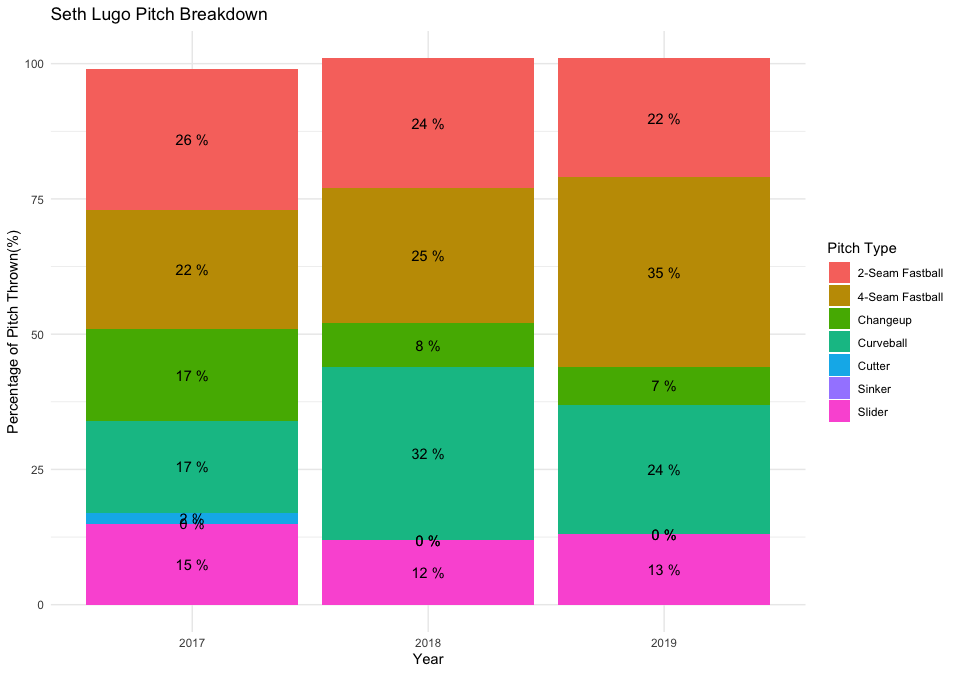 Seth Lugo Pitch Breakdown
Percentage of Pitch Thrown(%)
100
75
50
25
0
26 %
22 %
17 %
17 %
2 %
0 %
15 %
24 %
25 %
8 %
32 %
0 %
12 %
22 %
35 %
7 %
24 %
0 %
13 %
2017
2018
2019
Year
Pitch Type
2-Seam Fastball
4-Seam Fastball
Changeup
Curveball
Cutter
Sinker
Slider